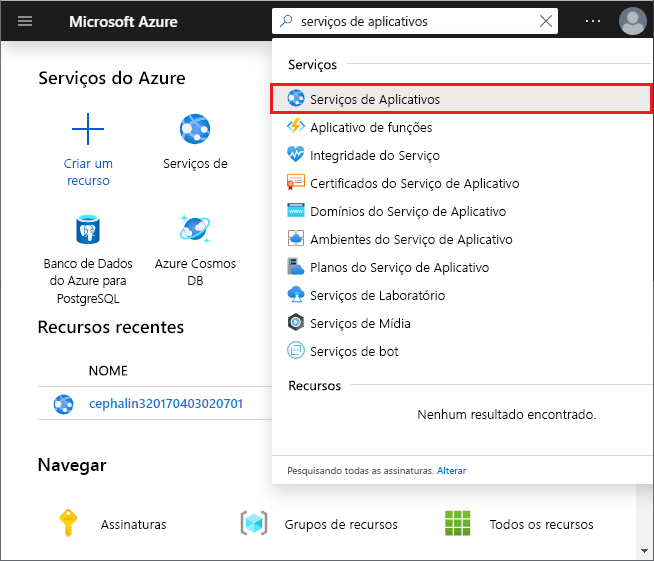 Microsoft Azure
serviços de aplicativos
Serviços do Azure
Criar um
recurso
Serviços de
Banco de Dados
do Azure para
PostgreSQL
Azure Cosmos
DB
Recursos recentes
NOME
cephalin320170403020701
Navegar
Assinaturas
Grupos de recursos
Todos os recursos
Serviços
Serviços de Aplicativos
Aplicativo de funções
Integridade do Serviço
Certificados do Serviço de Aplicativo
Domínios do Serviço de Aplicativo
Ambientes do Serviço de Aplicativo
Planos do Serviço de Aplicativo
Serviços de Laboratório
Serviços de Mídia
Serviços de bot
Recursos
Nenhum resultado encontrado.
Pesquisando todas as assinaturas. Alterar